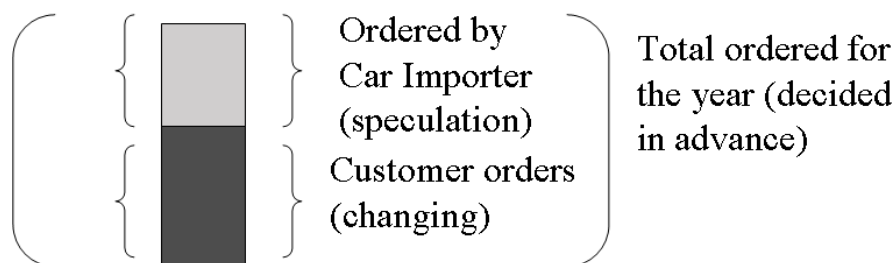 Ordered by
Car Importer
(speculation)
Customer orders
(changing)
Total ordered for
the year (decided
in advance)